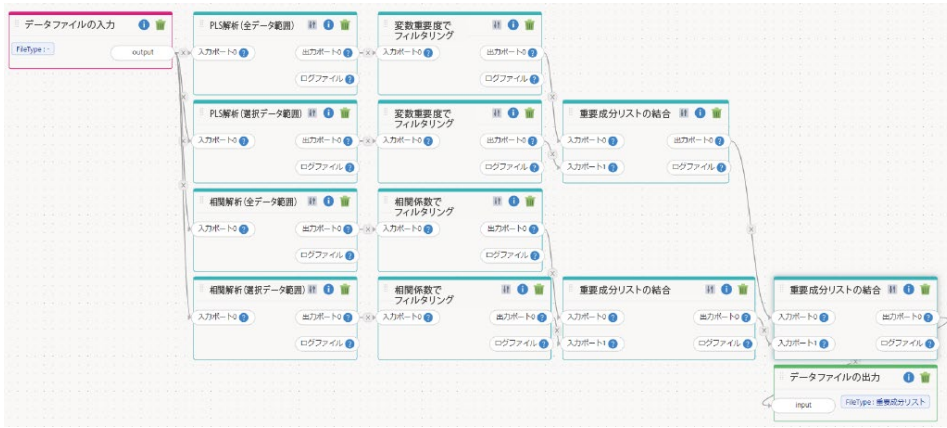 データファイルの入力
FileType : -
output
PLS解析(全データ範囲)
入力ポート0
出力ポート0
ログファイル
変数重要度で
フィルタリング
入力ポート0
出力ポート0
ログファイル
PLS解析(選択データ範囲)
入力ポート0
出力ポート0
ログファイル
変数重要度で
フィルタリング
入力ポート0
出力ポート0
ログファイル
重要成分リストの結合
入力ポート0
出力ポート0
入力ポート1
ログファイル
相関解析(全データ範囲)
入力ポート0
出力ポート0
ログファイル
相関係数で
フィルタリング
入力ポート0
出力ポート0
ログファイル
相関解析(選択データ範囲)
入力ポート0
出力ポート0
ログファイル
相関係数で
フィルタリング
入力ポート0
出力ポート0
ログファイル
重要成分リストの結合
入力ポート0
出力ポート0
入力ポート1
ログファイル
重要成分リストの結合
入力ポート0
出力ポート0
入力ポート1
ログファイル
データファイルの出力
input
FileType : 重要成分リスト